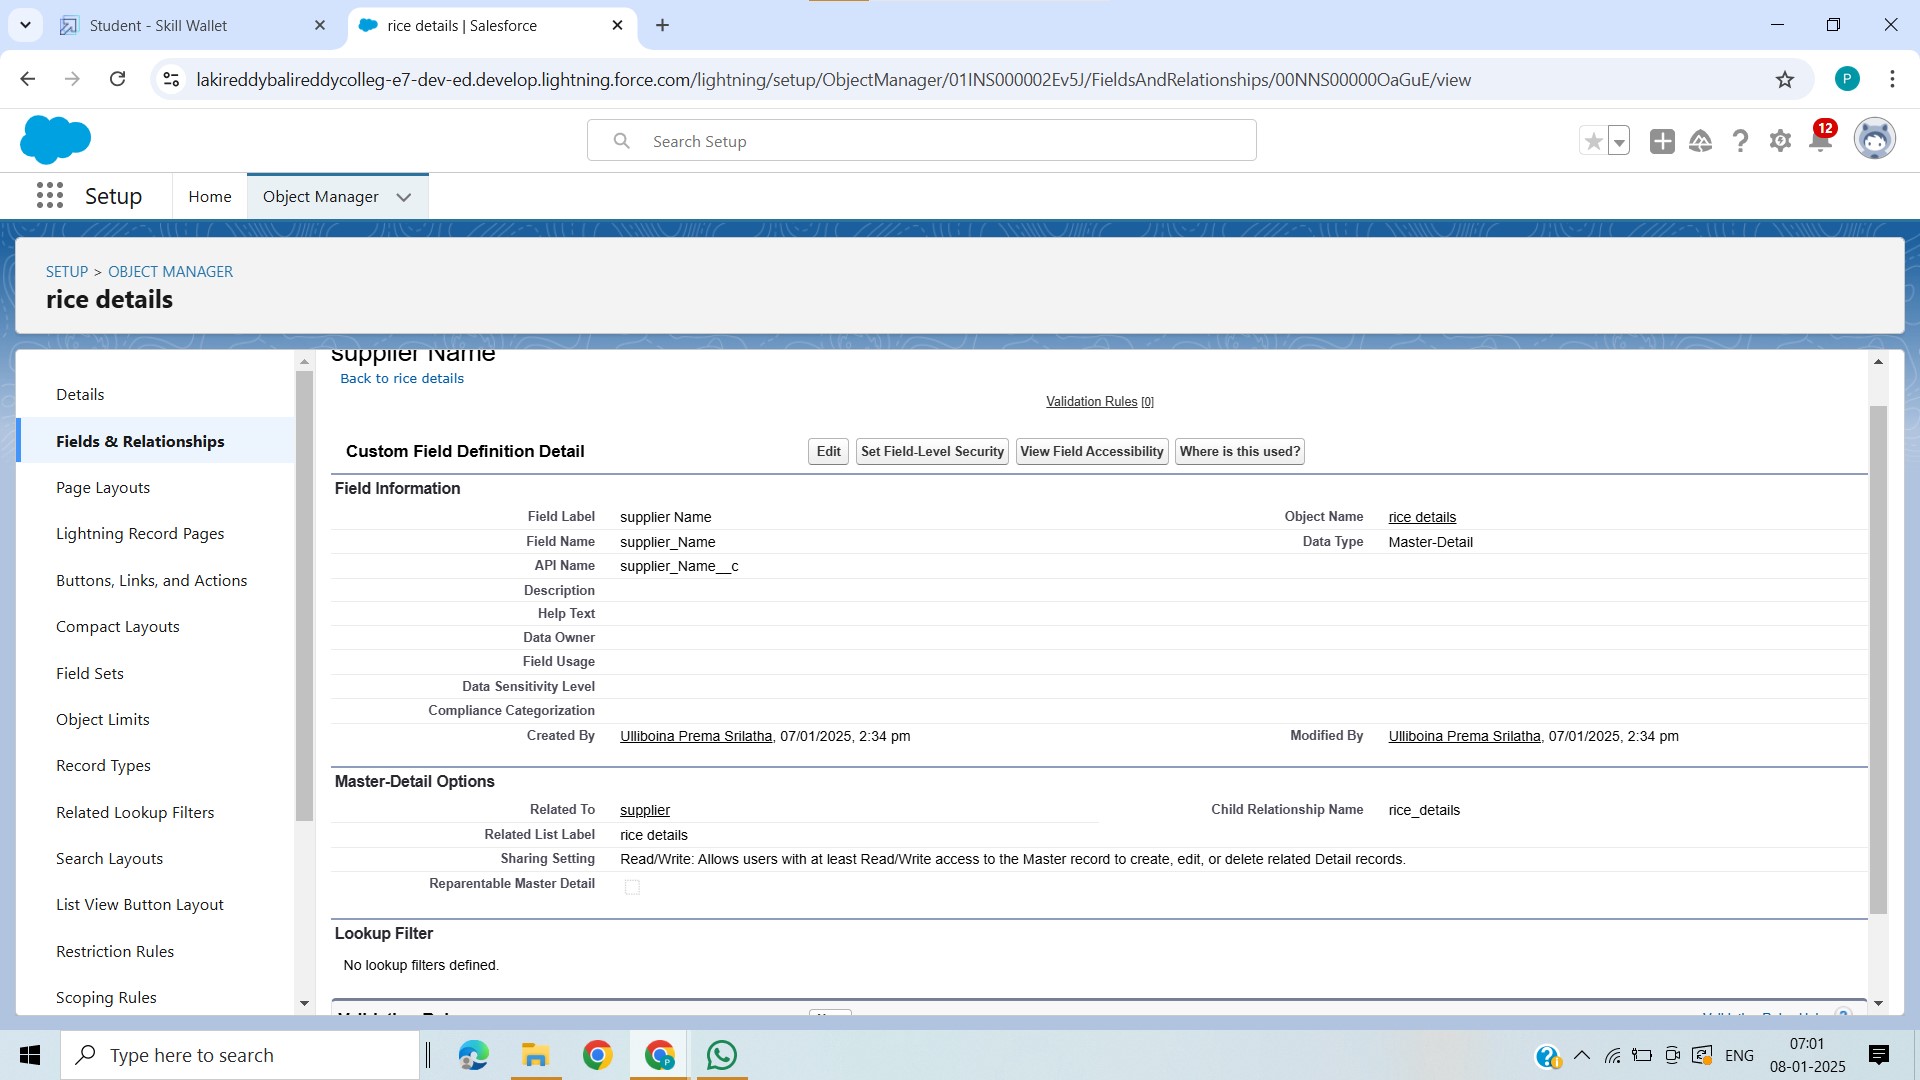 Student - Skill Wallet
rice details | Salesforce
lakireddybalireddycolleg-e7-dev-ed.develop.lightning.force.com/lightning/setup/ObjectManager/01INS000002Ev5J/FieldsAndRelationships/00NNS00000OaGuE/view
P
Search Setup
12
Setup
Home
Object Manager
SETUP > OBJECT MANAGER
rice details
Details
Fields & Relationships
Page Layouts
Lightning Record Pages
Buttons, Links, and Actions
Compact Layouts
Field Sets
Object Limits
Record Types
Related Lookup Filters
Search Layouts
List View Button Layout
Restriction Rules
Scoping Rules
supplier Name
Back to rice details
Validation Rules [0]
Custom Field Definition Detail
Edit
Set Field-Level Security
View Field Accessibility
Where is this used?
Field Information
Field Label supplier Name Object Name rice details
Field Name supplier_Name Data Type Master-Detail
API Name supplier_Name__c
Description
Help Text
Data Owner
Field Usage
Data Sensitivity Level
Compliance Categorization
Created By Ulliboina Prema Srilatha, 07/01/2025, 2:34 pm Modified By Ulliboina Prema Srilatha, 07/01/2025, 2:34 pm
Master-Detail Options
Related To supplier Child Relationship Name rice_details
Related List Label rice details
Sharing Setting Read/Write: Allows users with at least Read/Write access to the Master record to create, edit, or delete related Detail records.
Reparentable Master Detail
Lookup Filter
No lookup filters defined.
Type here to search
ENG
07:01
08-01-2025